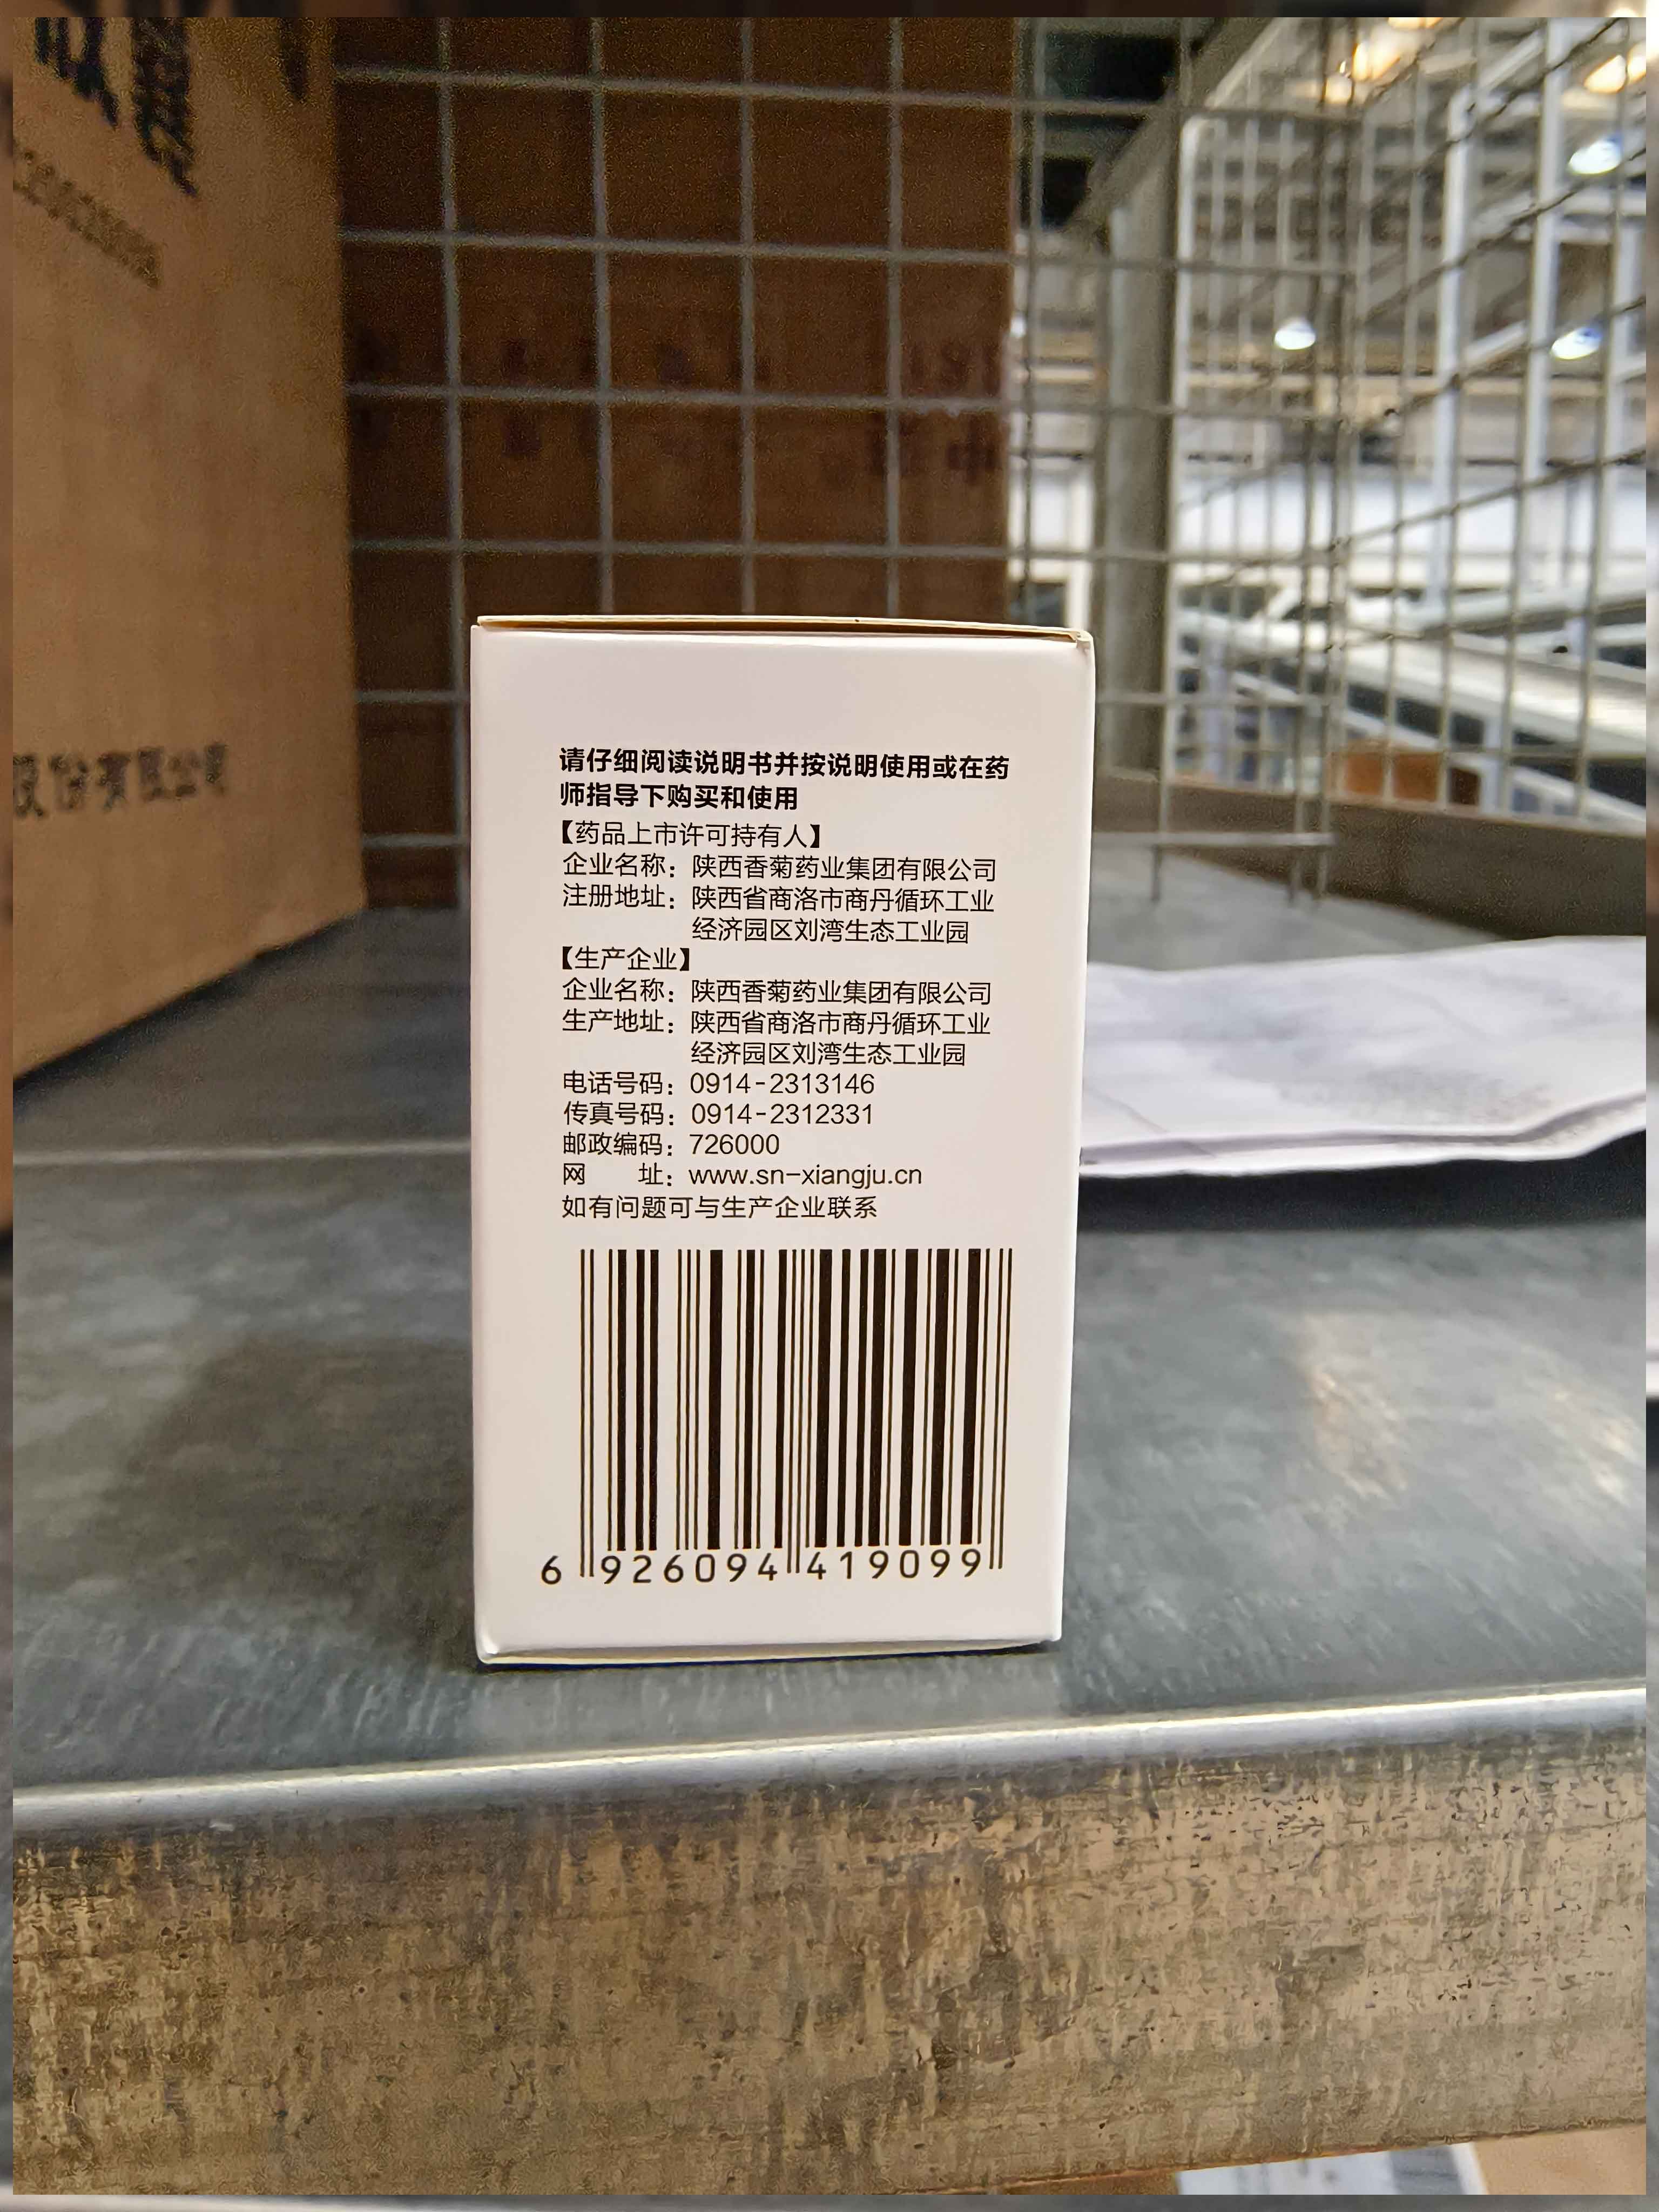 请仔细阅读说明书并按说明使用或在药
师指导下购买和使用
【药品上市许可持有人】
企业名称：陕西香菊药业集团有限公司
注册地址：陕西省商洛市商丹循环工业
经济园区刘湾生态工业园
【生产企业】
企业名称：陕西香菊药业集团有限公司
生产地址：陕西省商洛市商丹循环工业
经济园区刘湾生态工业园
电话号码：0914-2313146
传真号码：0914-2312331
邮政编码：726000
网 址：www.sn-xiangju.cn
如有问题可与生产企业联系
6 926094 419099
股份有限公司